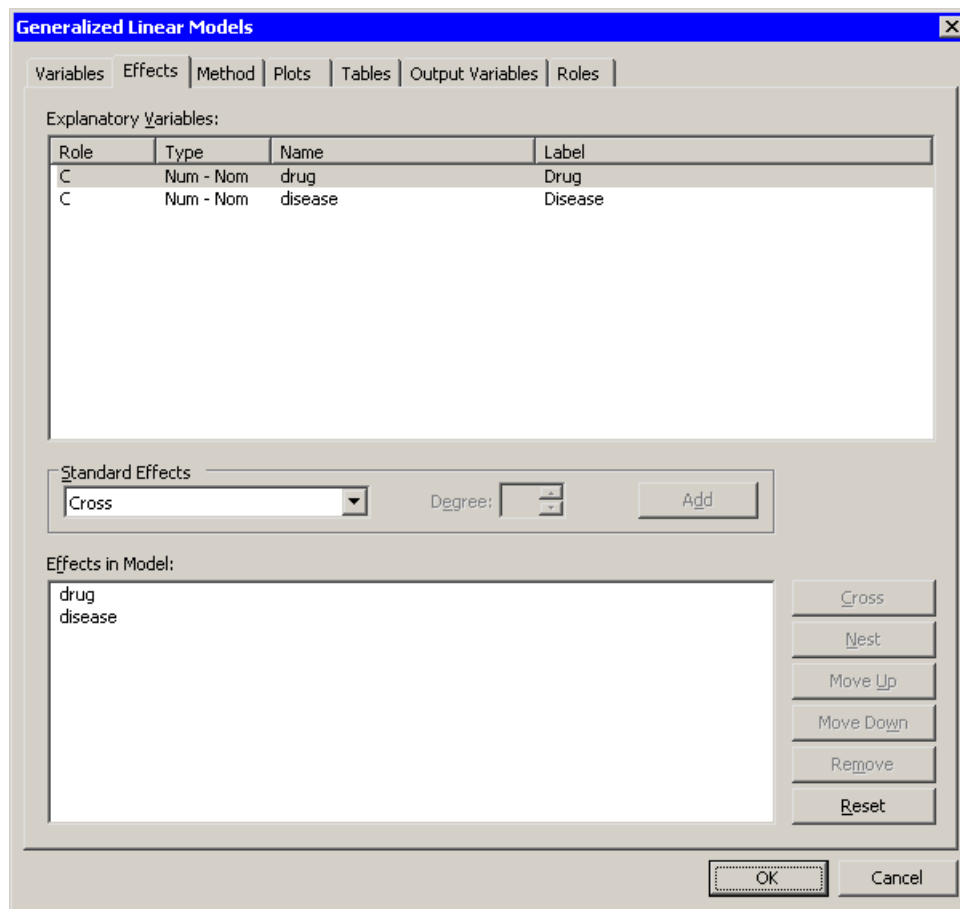 Generalized Linear Models
Variables Effects Method Plots Tables Output Variables Roles
Explanatory Variables:
Role Type Name Label
C Num - Nom drug Drug
C Num - Nom disease Disease
Standard Effects
Cross Degree: Add
Effects in Model:
drug
disease
Cross
Nest
Move Up
Move Down
Remove
Reset
OK Cancel